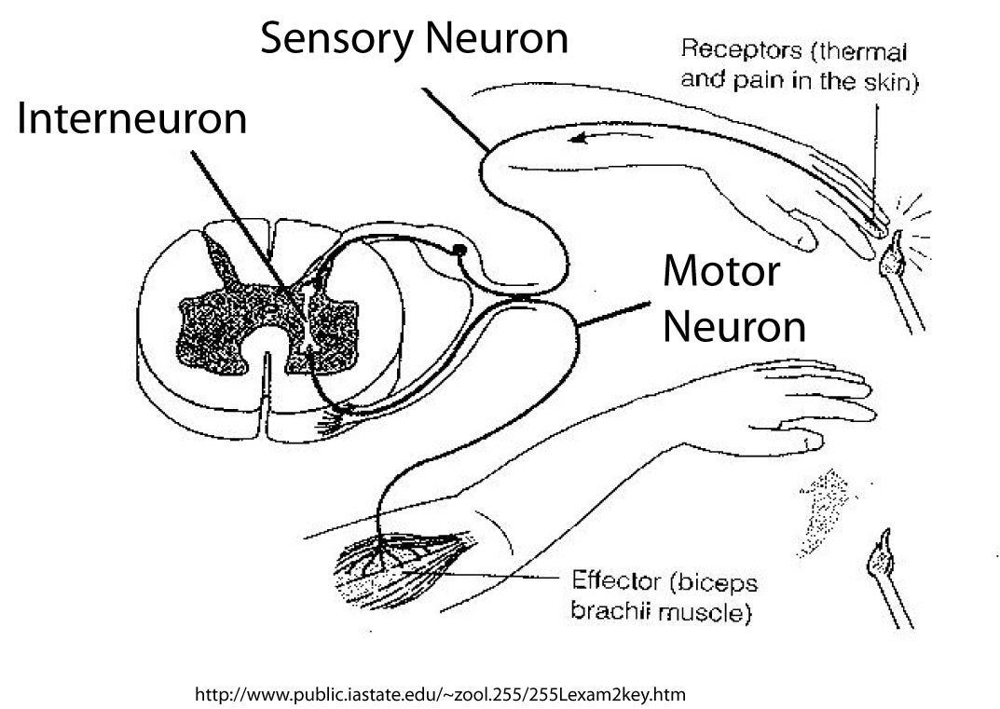 Sensory Neuron
Receptors (thermal
and pain in the skin)
Interneuron
Motor
Neuron
Effector (biceps
brachii muscle)
http://www.public.iastate.edu/~zool.255/255Lexam2key.htm